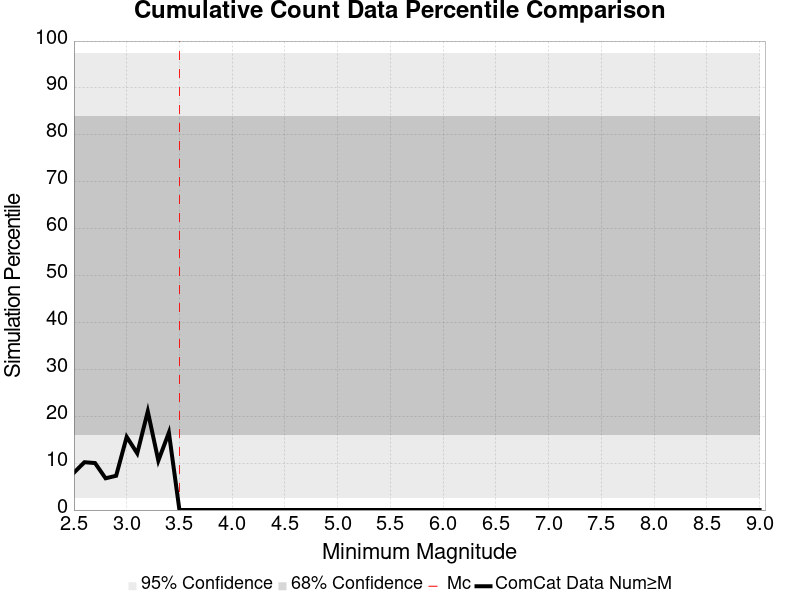 Cumulative Count Data Percentile Comparison
100
90
80
70
60
50
40
30
20
10
0
Simulation Percentile
2.5 3.0 3.5 4.0 4.5 5.0 5.5 6.0 6.5 7.0 7.5 8.0 8.5 9.0
Minimum Magnitude
95% Confidence 68% Confidence Mc ComCat Data Num≥M